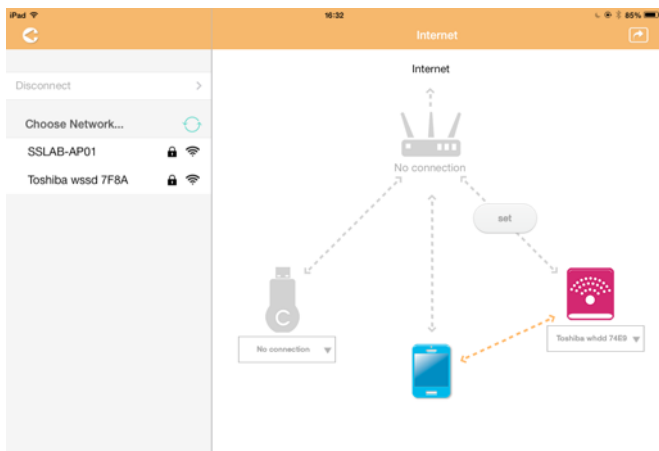 iPad 16:32 85%
Internet
Disconnect
Choose Network...
SSLAB-AP01
Toshiba wssd 7F8A
Internet
No connection
set
C
No connection
Toshiba whdd 74E9